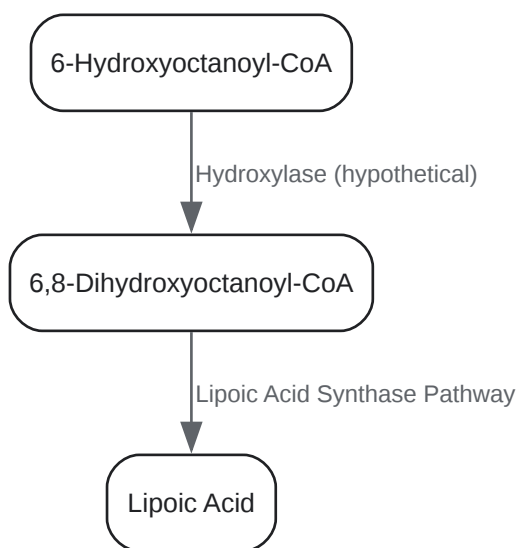 6-Hydroxyoctanoyl-CoA
Hydroxylase (hypothetical)
6,8-Dihydroxyoctanoyl-CoA
Lipoic Acid Synthase Pathway
Lipoic Acid